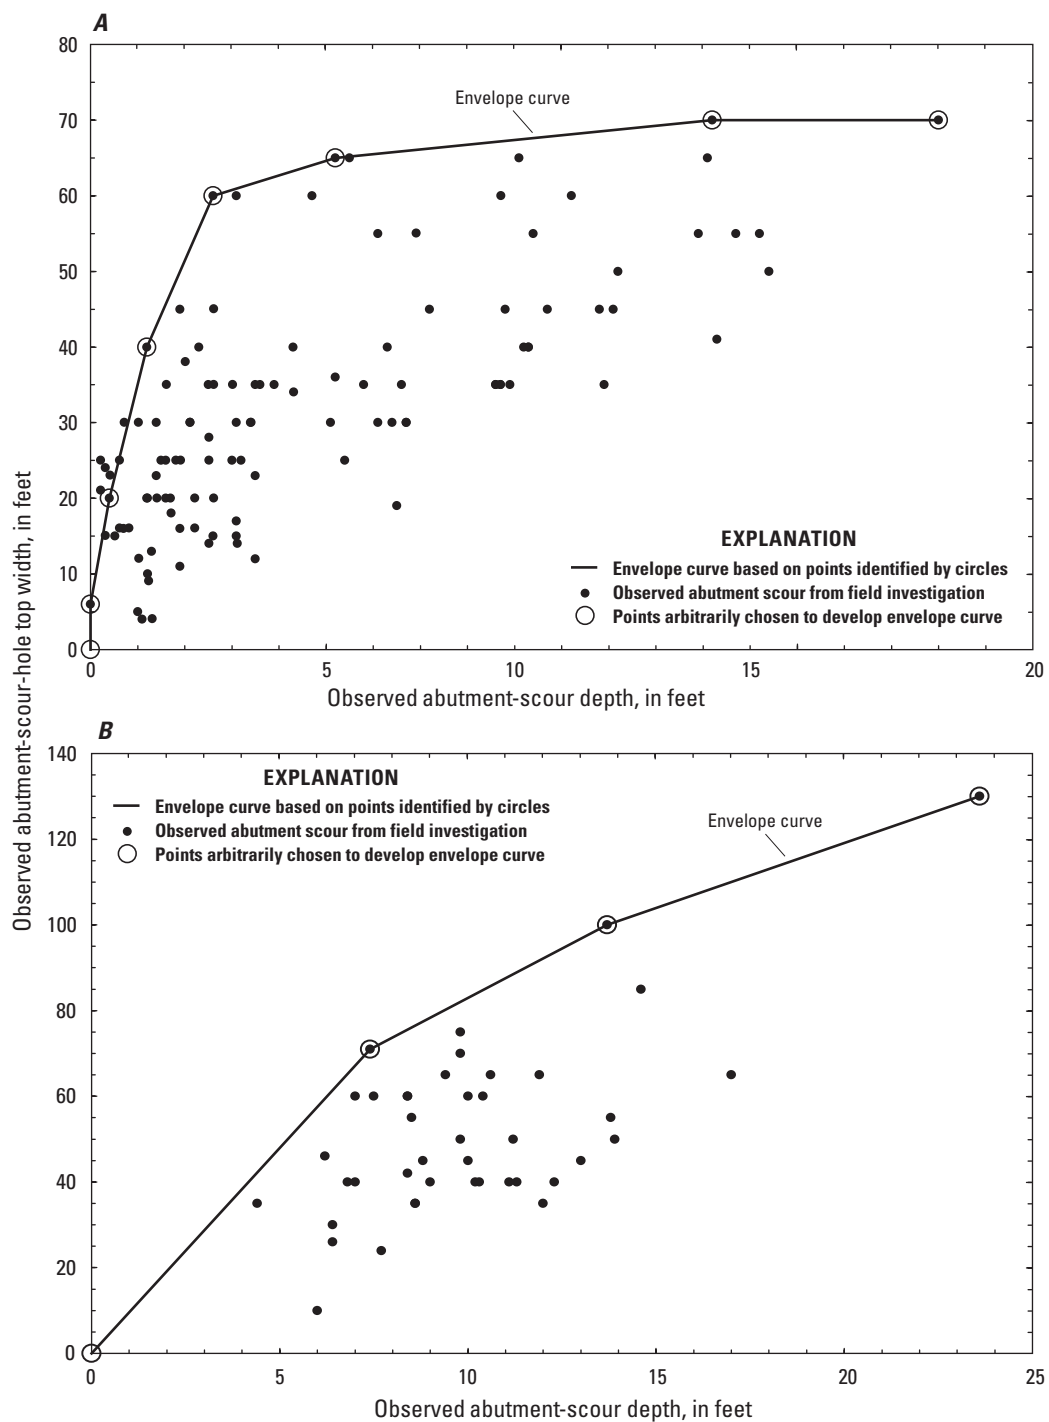 A
80
70
60
50
40
30
20
10
0
Envelope curve
EXPLANATION
Envelope curve based on points identified by circles
Observed abutment scour from field investigation
Points arbitrarily chosen to develop envelope curve
0 5 10 15 20
Observed abutment-scour depth, in feet
Observed abutment-scour-hole top width, in feet
B
140
120
100
80
60
40
20
0
EXPLANATION
Envelope curve based on points identified by circles
Observed abutment scour from field investigation
Points arbitrarily chosen to develop envelope curve
Envelope curve
0 5 10 15 20 25
Observed abutment-scour depth, in feet